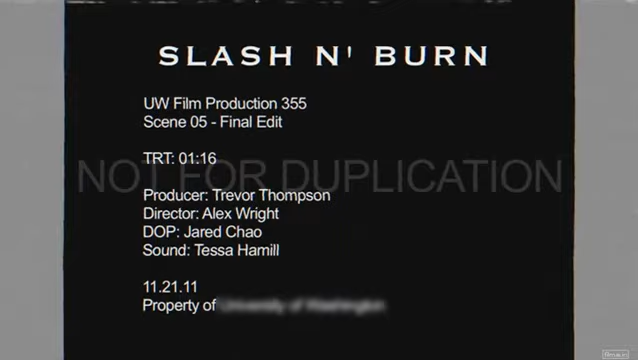 SLASH N' BURN
UW Film Production 355
Scene 05 - Final Edit
TRT: 01:16
NOT FOR DUPLICATION
Producer: Trevor Thompson
Director: Alex Wright
DOP: Jared Chao
Sound: Tessa Hamill
11.21.11
Property of